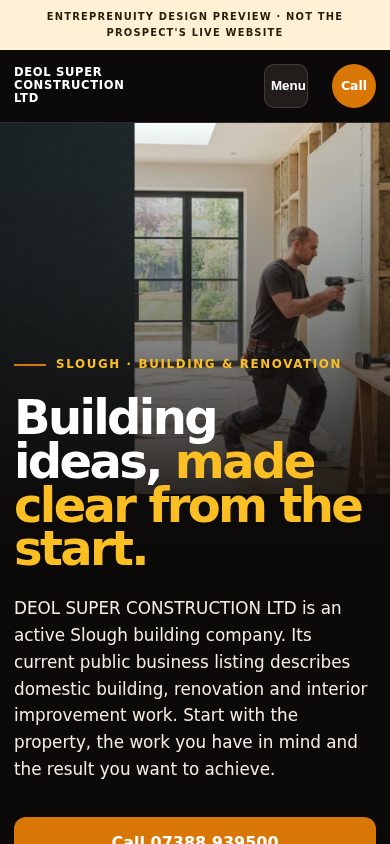 ENTREPRENUITY DESIGN PREVIEW · NOT THE
PROSPECT'S LIVE WEBSITE
DEOL SUPER
CONSTRUCTION
LTD
Menu
Call
SLOUGH · BUILDING & RENOVATION
Building
ideas, made
clear from the
start.
DEOL SUPER CONSTRUCTION LTD is an
active Slough building company. Its
current public business listing describes
domestic building, renovation and interior
improvement work. Start with the
property, the work you have in mind and
the result you want to achieve.
Call 07388 939500